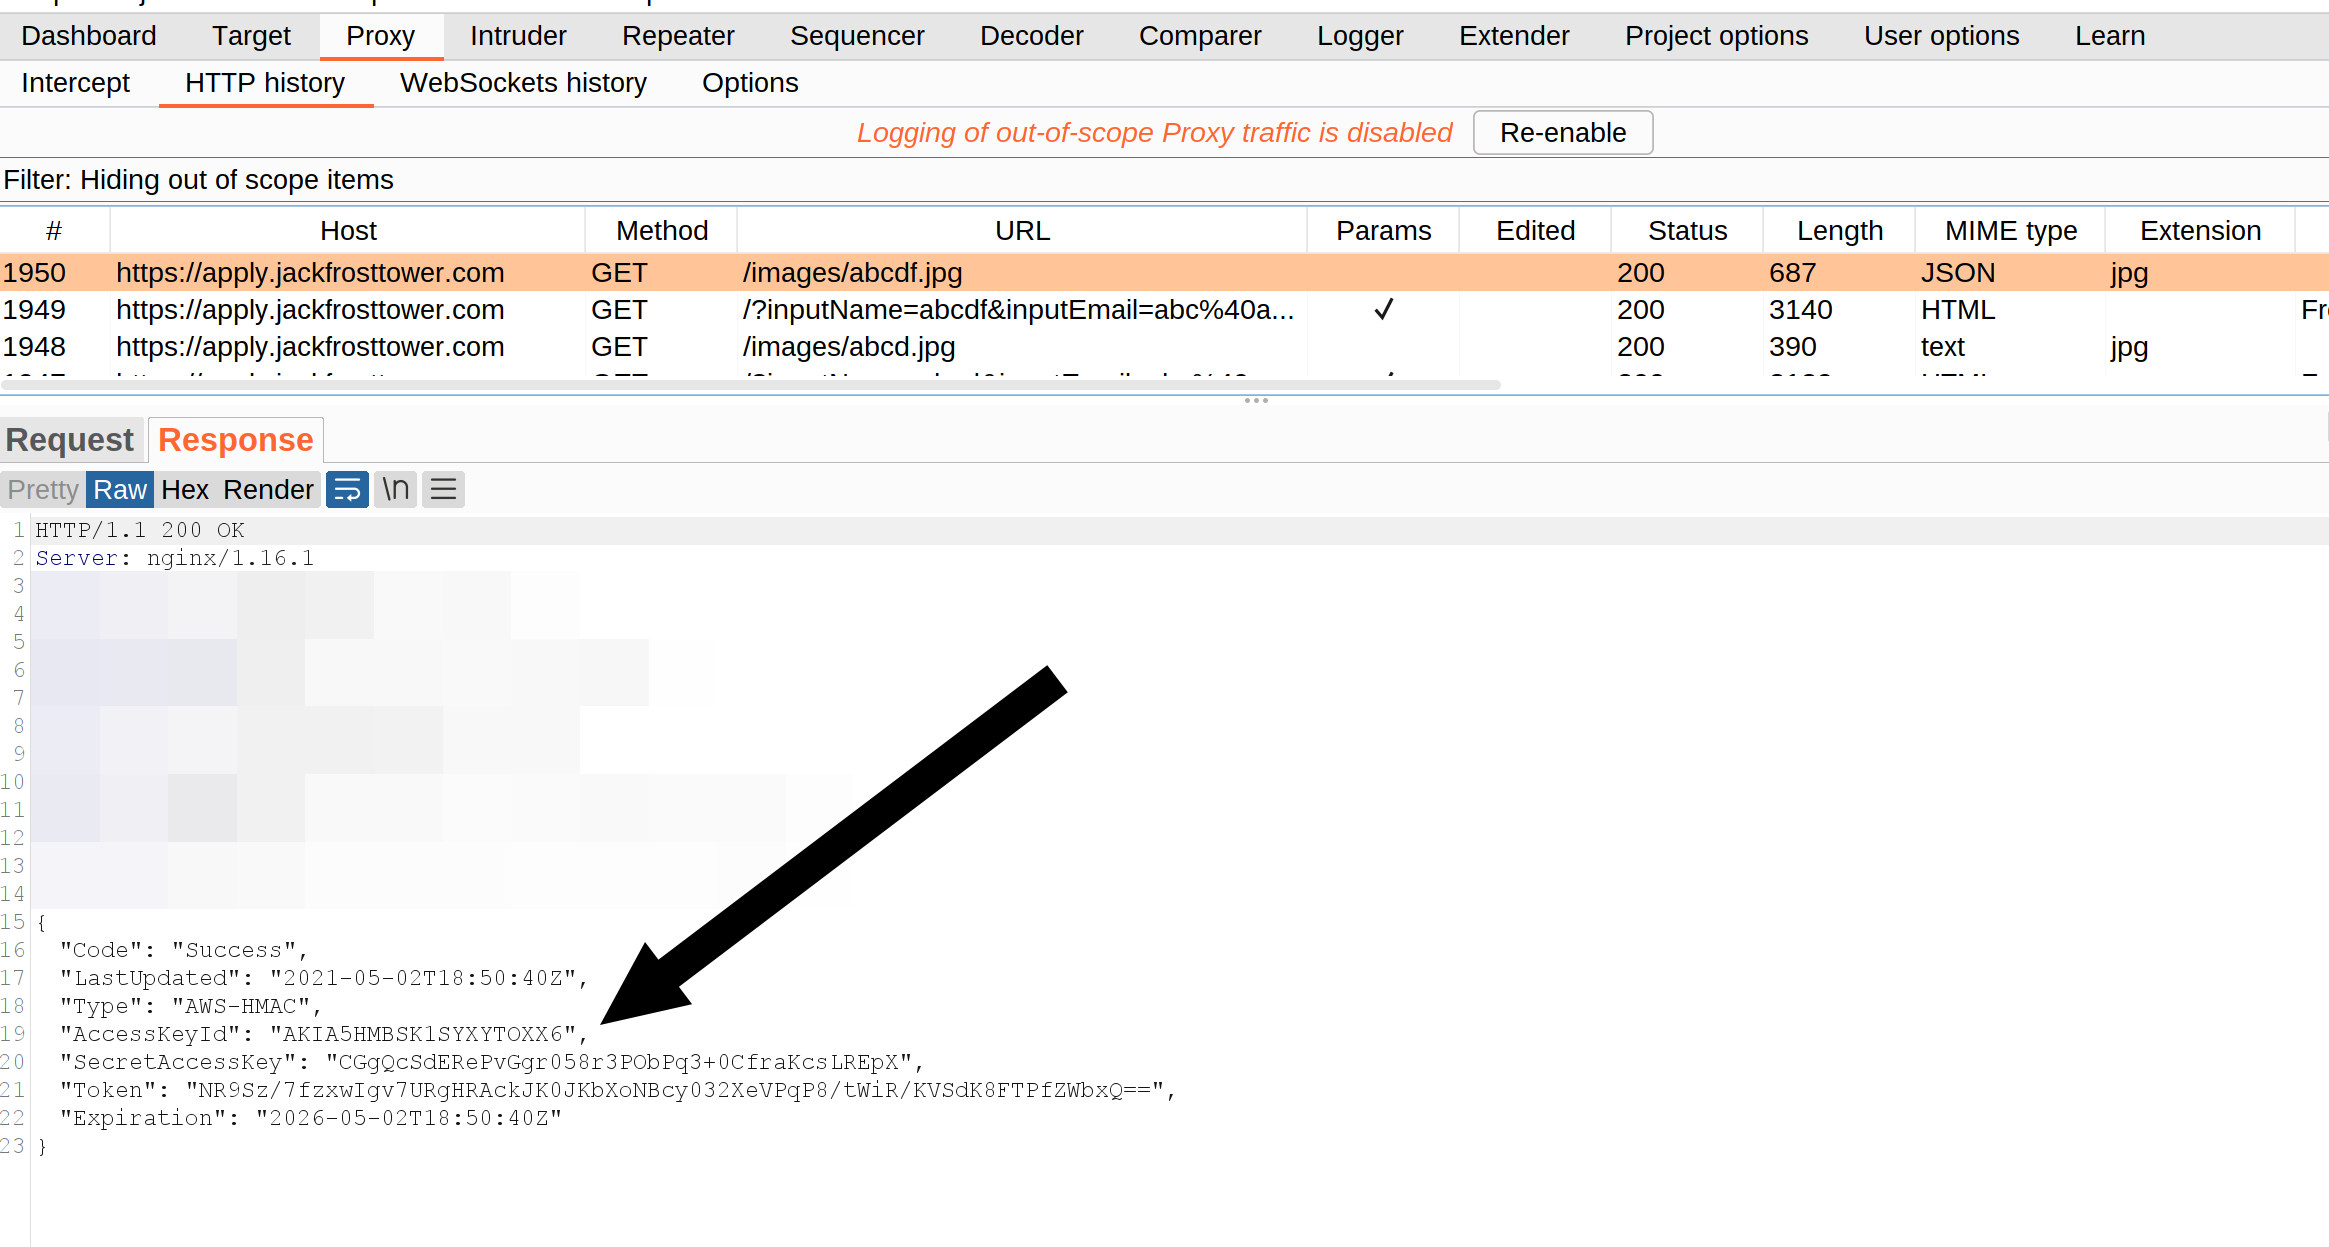 Dashboard Target Proxy Intruder Repeater Sequencer Decoder Comparer Logger Extender Project options User options Learn
Intercept HTTP history WebSockets history Options
Logging of out-of-scope Proxy traffic is disabled Re-enable
Filter: Hiding out of scope items
# Host Method URL Params Edited Status Length MIME type Extension
1950 https://apply.jackfrosttower.com GET /images/abcdf.jpg 200 687 JSON jpg
1949 https://apply.jackfrosttower.com GET /?inputName=abcdf&inputEmail=abc%40a... ✓ 200 3140 HTML
1948 https://apply.jackfrosttower.com GET /images/abcd.jpg 200 390 text jpg
Request Response
Pretty Raw Hex Render \n
1 HTTP/1.1 200 OK
2 Server: nginx/1.16.1
3
4
5
6
7
8
9
10
11
12
13
14
15 {
16 "Code": "Success",
17 "LastUpdated": "2021-05-02T18:50:40Z",
18 "Type": "AWS-HMAC",
19 "AccessKeyId": "AKIA5HMBSK1SYXYTOXX6",
20 "SecretAccessKey": "CGgQcSdERePvGgr058r3PObPq3+0CfraKcsLREpX",
21 "Token": "NR9Sz/7fzxwIgv7URgHRAckJK0JKbXoNBcy032XeVPqP8/tWiR/KVSdK8FTPfZWbxQ==",
22 "Expiration": "2026-05-02T18:50:40Z"
23 }